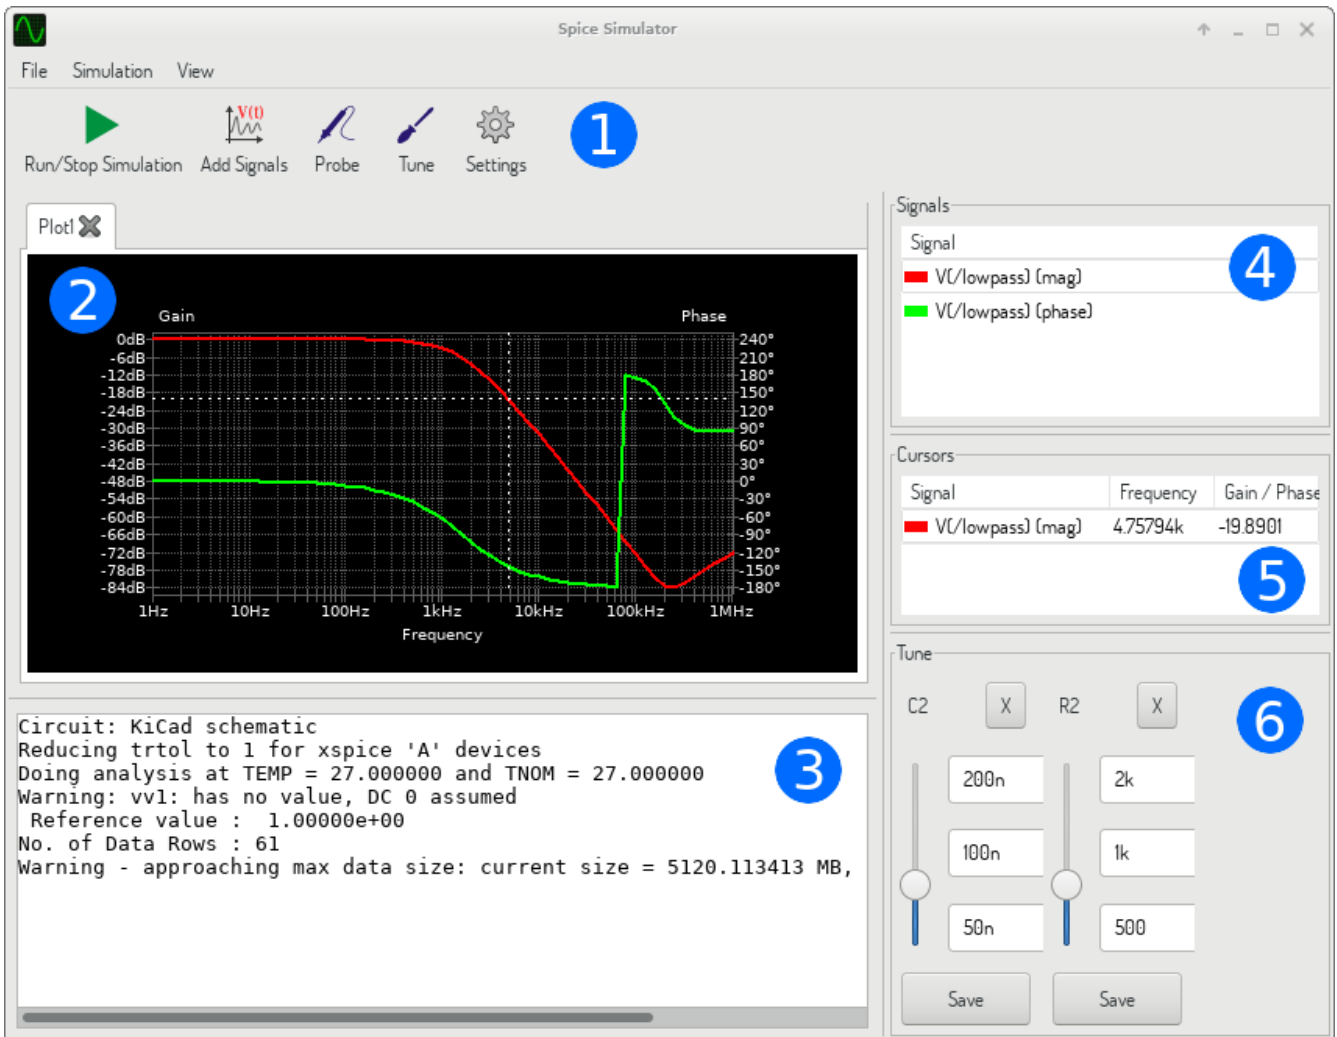 Spice Simulator
File Simulation View
V(t)
Run/Stop Simulation Add Signals Probe Tune Settings
1
Plot1
2
Gain Phase
0dB 240°
-6dB 210°
-12dB 180°
-18dB 150°
-24dB 120°
-30dB 90°
-36dB 60°
-42dB 30°
-48dB 0°
-54dB -30°
-60dB -60°
-66dB -90°
-72dB -120°
-78dB -150°
-84dB -180°
1Hz 10Hz 100Hz 1kHz 10kHz 100kHz 1MHz
Frequency
Circuit: KiCad schematic
Reducing trtol to 1 for xspice 'A' devices
Doing analysis at TEMP = 27.000000 and TNOM = 27.000000
Warning: vv1: has no value, DC 0 assumed
Reference value : 1.00000e+00
No. of Data Rows : 61
Warning - approaching max data size: current size = 5120.113413 MB,
3
Signals
Signal
V(/lowpass) (mag)
V(/lowpass) (phase)
4
Cursors
Signal Frequency Gain / Phase
V(/lowpass) (mag) 4.75794k -19.8901
5
Tune
C2 X R2 X
6
200n 2k
100n 1k
50n 500
Save Save